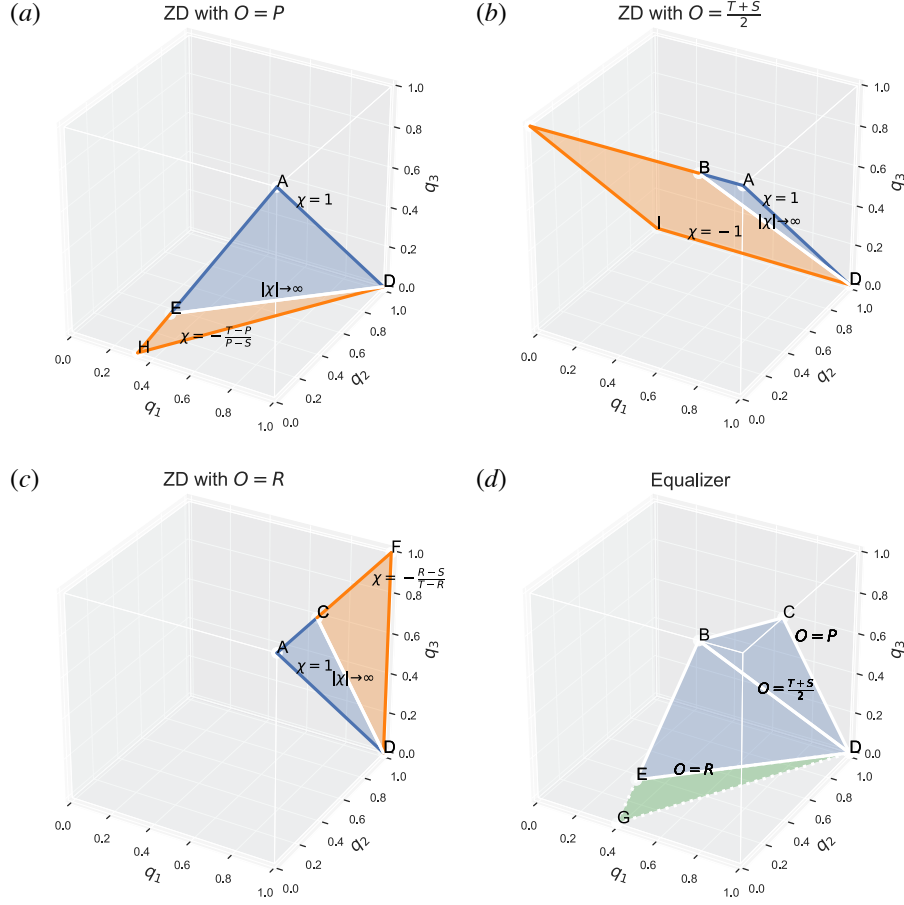 (a) ZD with O = P
1.0
0.8
0.6
0.4
0.2
0.0
q3
A
χ = 1
|χ|→∞
D
E
H
χ = − T−P / P−S
0.0
0.2
0.4
0.6
0.8
1.0
q1
0.0
0.2
0.4
0.6
0.8
1.0
q2
(b) ZD with O = T+S / 2
1.0
0.8
0.6
0.4
0.2
0.0
q3
B
A
χ = 1
|χ|→∞
I
χ = −1
D
0.0
0.2
0.4
0.6
0.8
1.0
q1
0.0
0.2
0.4
0.6
0.8
1.0
q2
(c) ZD with O = R
F
1.0
0.8
0.6
0.4
0.2
0.0
q3
χ = − R−S / T−R
C
A
χ = 1
|χ|→∞
D
0.0
0.2
0.4
0.6
0.8
1.0
q1
0.0
0.2
0.4
0.6
0.8
1.0
q2
(d) Equalizer
1.0
0.8
0.6
0.4
0.2
0.0
q3
C
B
O = P
O = T+S / 2
D
E
O = R
G
0.0
0.2
0.4
0.6
0.8
1.0
q1
0.0
0.2
0.4
0.6
0.8
1.0
q2